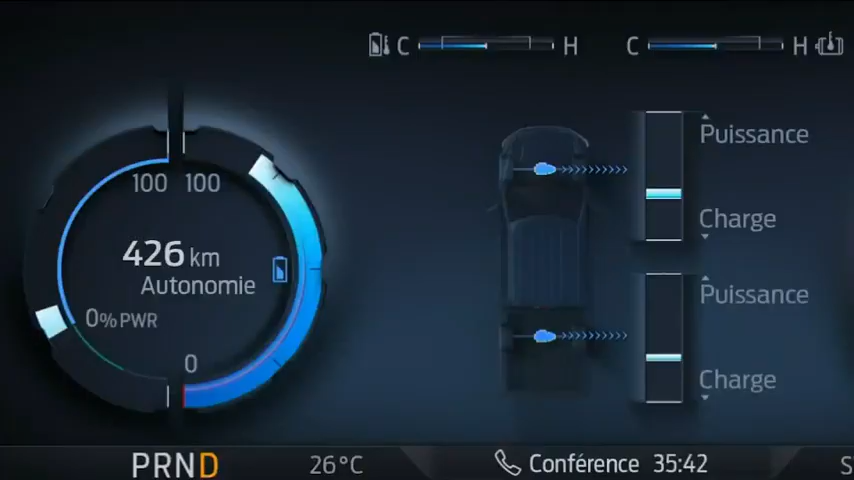 C H C H
Puissance
100 100
Charge
426 km
Autonomie
Puissance
0% PWR
0
Charge
PRND 26°C Conférence 35:42 S